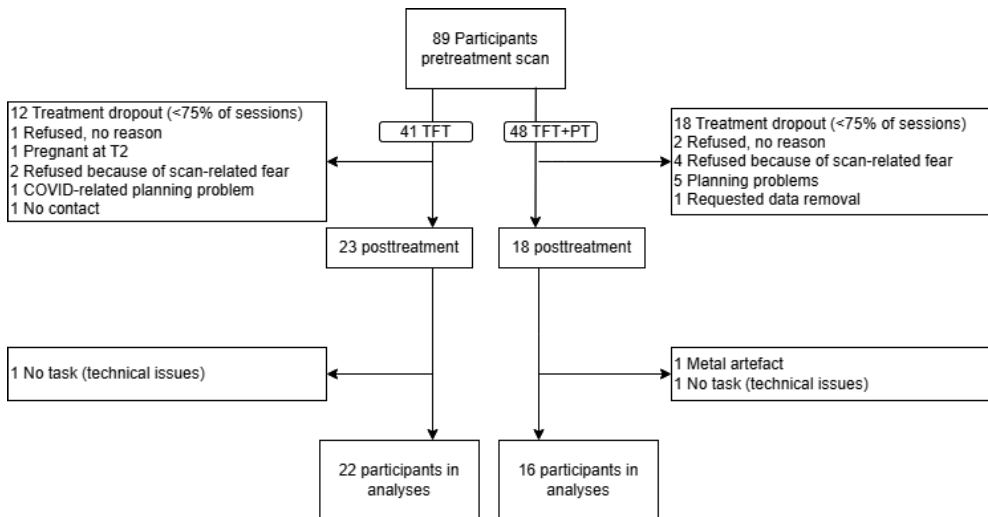 89 Participants
pretreatment scan
12 Treatment dropout (<75% of sessions)
1 Refused, no reason
1 Pregnant at T2
2 Refused because of scan-related fear
1 COVID-related planning problem
1 No contact
41 TFT
48 TFT+PT
18 Treatment dropout (<75% of sessions)
2 Refused, no reason
4 Refused because of scan-related fear
5 Planning problems
1 Requested data removal
23 posttreatment
18 posttreatment
1 No task (technical issues)
1 Metal artefact
1 No task (technical issues)
22 participants in
analyses
16 participants in
analyses